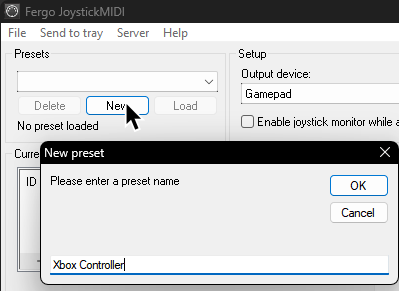 Fergo JoystickMIDI
File Send to tray Server Help
Presets
Delete New Load
No preset loaded
Setup
Output device:
Gamepad
Enable joystick monitor while a
Curre
ID
New preset
Please enter a preset name
OK
Cancel
Xbox Controller